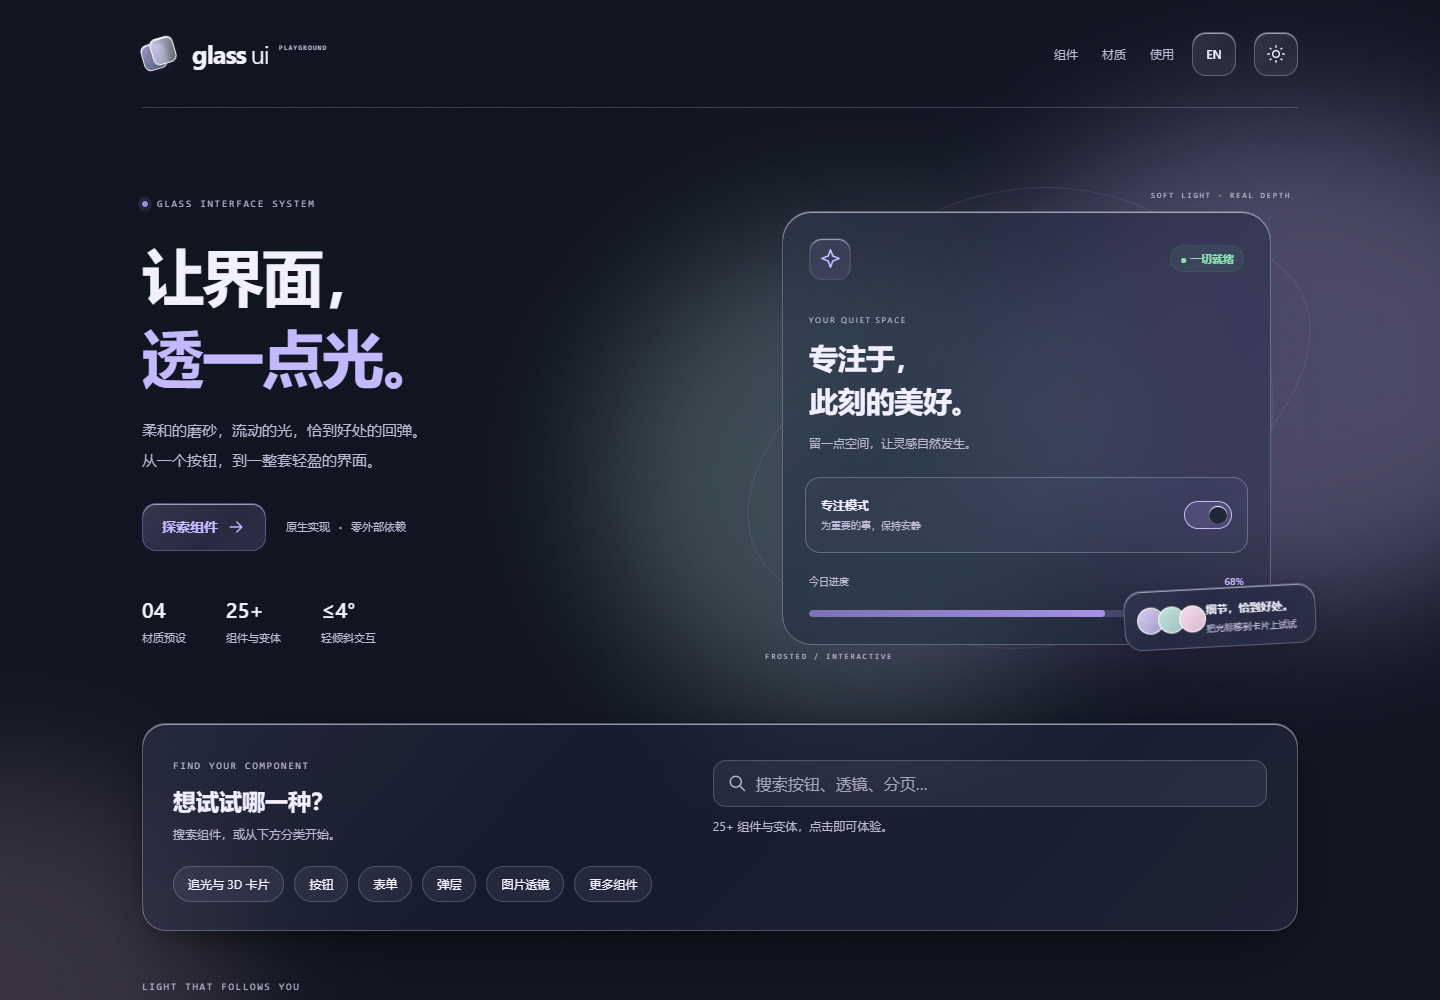 glass ui PLAYGROUND
组件 材质 使用 EN
GLASS INTERFACE SYSTEM
让界面，
透一点光。
柔和的磨砂，流动的光，恰到好处的回弹。
从一个按钮，到一整套轻盈的界面。
探索组件 →
原生实现 · 零外部依赖
04 25+ ≤4°
材质预设 组件与变体 轻倾斜交互
SOFT LIGHT · REAL DEPTH
一切就绪
YOUR QUIET SPACE
专注于，
此刻的美好。
留一点空间，让灵感自然发生。
专注模式
为重要的事，保持安静
今日进度 68%
细节，恰到好处。
把光标移到卡片上试试
FROSTED / INTERACTIVE
FIND YOUR COMPONENT
想试试哪一种？
搜索组件，或从下方分类开始。
搜索按钮、透镜、分页...
25+ 组件与变体，点击即可体验。
追光与 3D 卡片 按钮 表单 弹层 图片透镜 更多组件
LIGHT THAT FOLLOWS YOU